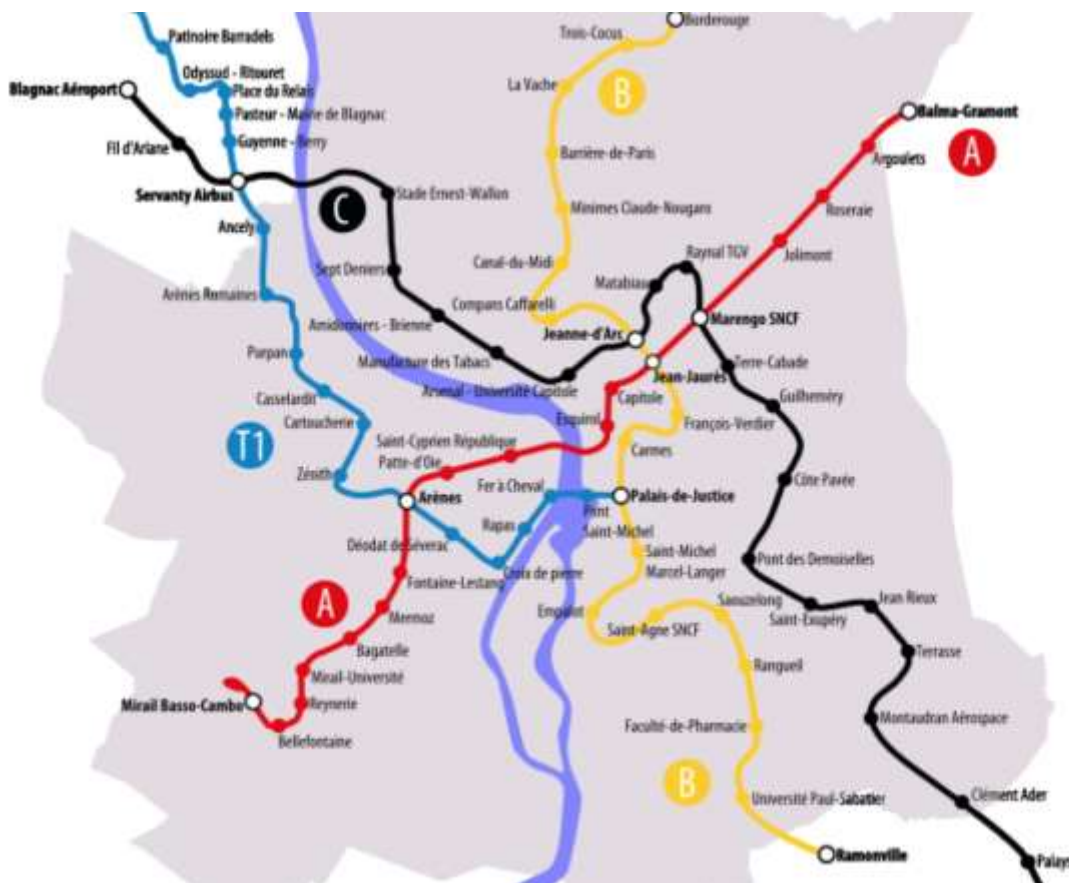 Borderouge
Patinoire Barradels
Trois-Cocus
Odyssud - Ritouret
Blagnac Aéroport
Place du Relais
La Vache
B
Pasteur - Mairie de Blagnac
Balma-Gramont
Guyenne - Berry
Fil d'Ariane
Barrière-de-Paris
Argoulets
A
Servanty Airbus
Stade Ernest-Wallon
C
Minimes Claude-Nougaro
Roseraie
Ancely
Jolimont
Raynal TGV
Canal-du-Midi
Sept Deniers
Matabiau
Arènes Romaines
Compans Caffarelli
Marengo SNCF
Amidonniers - Brienne
Jeanne-d'Arc
Purpan
Manufacture des Tabacs
Terre-Cabade
Jean-Jaurès
Casselardit
Arsenal - Université Capitole
Capitole
Guilheméry
Cartoucherie
Esquirol
François-Verdier
T1
Saint-Cyprien République
Carmes
Patte-d'Oie
Zénith
Fer à Cheval
Côte Pavée
Arènes
Palais-de-Justice
Pont
Saint-Michel
Rapas
Déodat de Séverac
Saint-Michel
Marcel-Langer
Pont des Demoiselles
Croix de pierre
Fontaine-Lestang
A
Mermoz
Empalot
Saouzelong
Jean Rieux
Saint-Exupéry
Saint-Agne SNCF
Bagatelle
Terrasse
Rangueil
Mirail-Université
Mirail Basso-Cambo
Reynerie
Montaudran Aérospace
Faculté-de-Pharmacie
Bellefontaine
B
Université Paul-Sabatier
Clément Ader
Ramonville
Palays